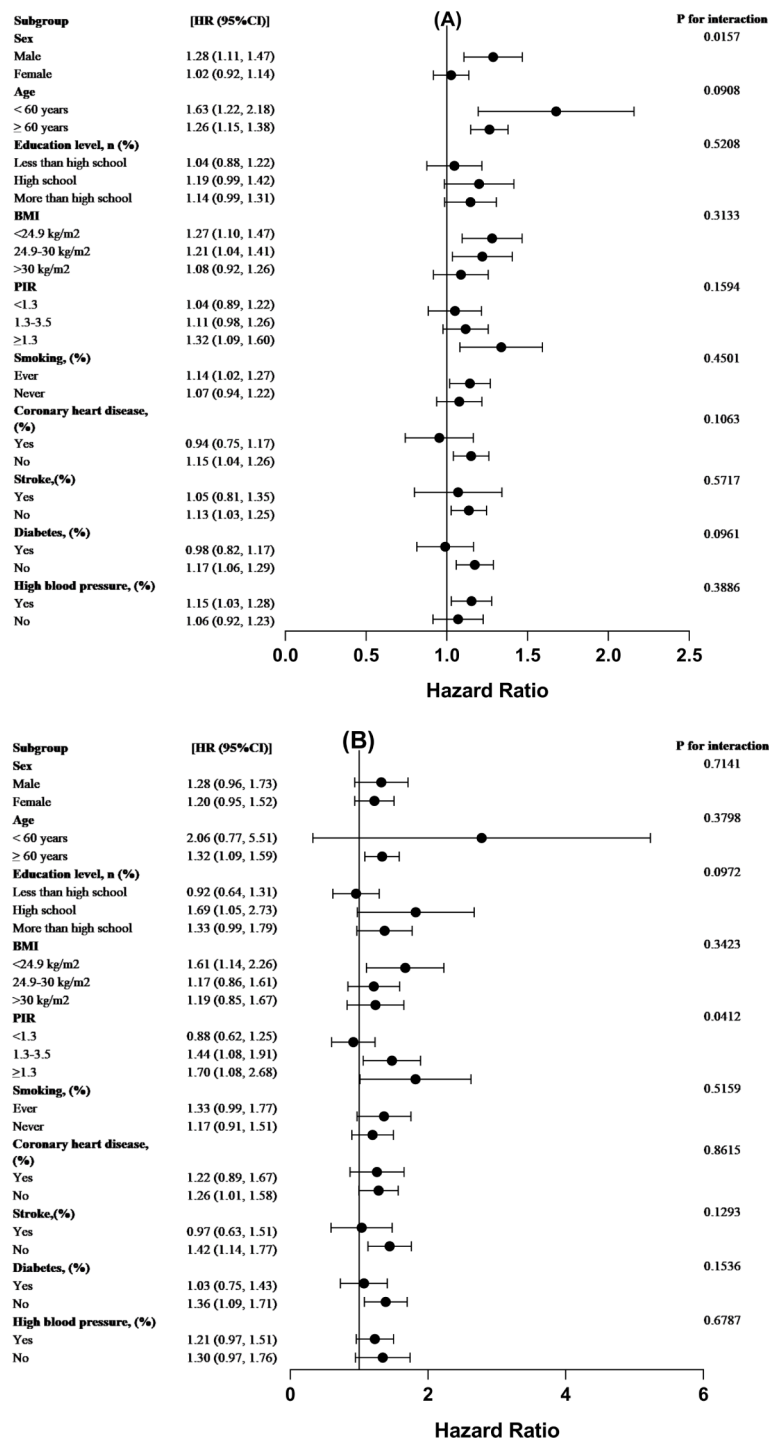 (A)
Subgroup [HR (95%CI)] P for interaction
Sex 0.0157
Male 1.28 (1.11, 1.47)
Female 1.02 (0.92, 1.14)
Age 0.0908
< 60 years 1.63 (1.22, 2.18)
≥ 60 years 1.26 (1.15, 1.38)
Education level, n (%) 0.5208
Less than high school 1.04 (0.88, 1.22)
High school 1.19 (0.99, 1.42)
More than high school 1.14 (0.99, 1.31)
BMI 0.3133
<24.9 kg/m2 1.27 (1.10, 1.47)
24.9-30 kg/m2 1.21 (1.04, 1.41)
>30 kg/m2 1.08 (0.92, 1.26)
PIR 0.1594
<1.3 1.04 (0.89, 1.22)
1.3-3.5 1.11 (0.98, 1.26)
≥1.3 1.32 (1.09, 1.60)
Smoking, (%) 0.4501
Ever 1.14 (1.02, 1.27)
Never 1.07 (0.94, 1.22)
Coronary heart disease, 0.1063
(%)
Yes 0.94 (0.75, 1.17)
No 1.15 (1.04, 1.26)
Stroke,(%) 0.5717
Yes 1.05 (0.81, 1.35)
No 1.13 (1.03, 1.25)
Diabetes, (%) 0.0961
Yes 0.98 (0.82, 1.17)
No 1.17 (1.06, 1.29)
High blood pressure, (%) 0.3886
Yes 1.15 (1.03, 1.28)
No 1.06 (0.92, 1.23)
0.0 0.5 1.0 1.5 2.0 2.5
Hazard Ratio
(B)
Subgroup [HR (95%CI)] P for interaction
Sex 0.7141
Male 1.28 (0.96, 1.73)
Female 1.20 (0.95, 1.52)
Age 0.3798
< 60 years 2.06 (0.77, 5.51)
≥ 60 years 1.32 (1.09, 1.59)
Education level, n (%) 0.0972
Less than high school 0.92 (0.64, 1.31)
High school 1.69 (1.05, 2.73)
More than high school 1.33 (0.99, 1.79)
BMI 0.3423
<24.9 kg/m2 1.61 (1.14, 2.26)
24.9-30 kg/m2 1.17 (0.86, 1.61)
>30 kg/m2 1.19 (0.85, 1.67)
PIR 0.0412
<1.3 0.88 (0.62, 1.25)
1.3-3.5 1.44 (1.08, 1.91)
≥1.3 1.70 (1.08, 2.68)
Smoking, (%) 0.5159
Ever 1.33 (0.99, 1.77)
Never 1.17 (0.91, 1.51)
Coronary heart disease, 0.8615
(%)
Yes 1.22 (0.89, 1.67)
No 1.26 (1.01, 1.58)
Stroke,(%) 0.1293
Yes 0.97 (0.63, 1.51)
No 1.42 (1.14, 1.77)
Diabetes, (%) 0.1536
Yes 1.03 (0.75, 1.43)
No 1.36 (1.09, 1.71)
High blood pressure, (%) 0.6787
Yes 1.21 (0.97, 1.51)
No 1.30 (0.97, 1.76)
0 2 4 6
Hazard Ratio